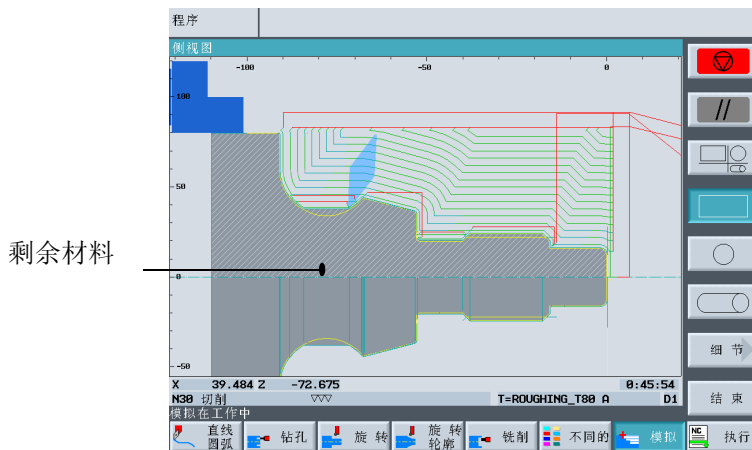 程序
侧视图
-100 -50 0
100
50
0
-50
剩余材料
X 39.484 Z -72.675 0:45:54
N30 切削 ▽▽▽ T=ROUGHING_T80 A D1
模拟在工作中
//
细 节
结 束
直线
圆弧
钻孔
旋 转
旋 转
轮廓
铣削
不同的
模拟
NC
执行